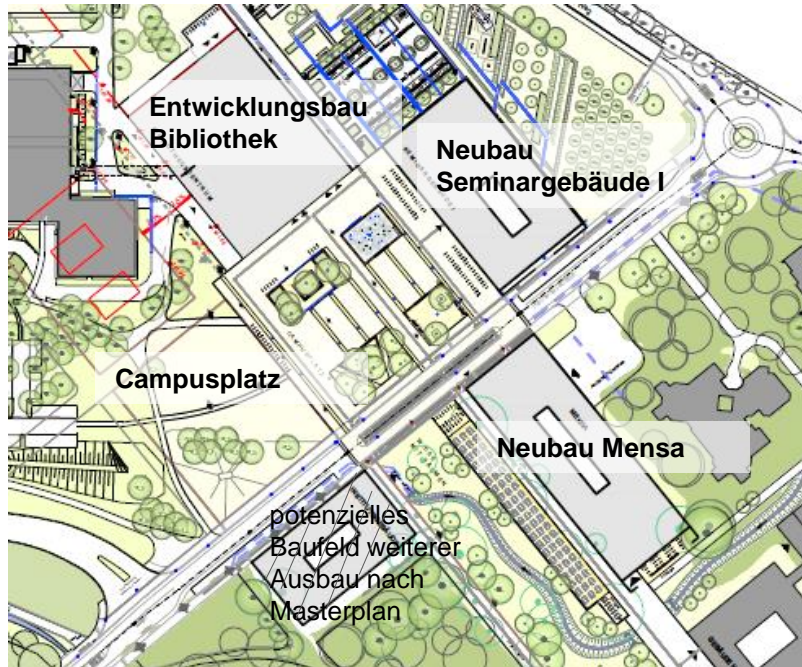 Entwicklungsbau
Bibliothek
Neubau
Seminargebäude I
Campusplatz
Neubau Mensa
potenzielles
Baufeld weiterer
Ausbau nach
Masterplan